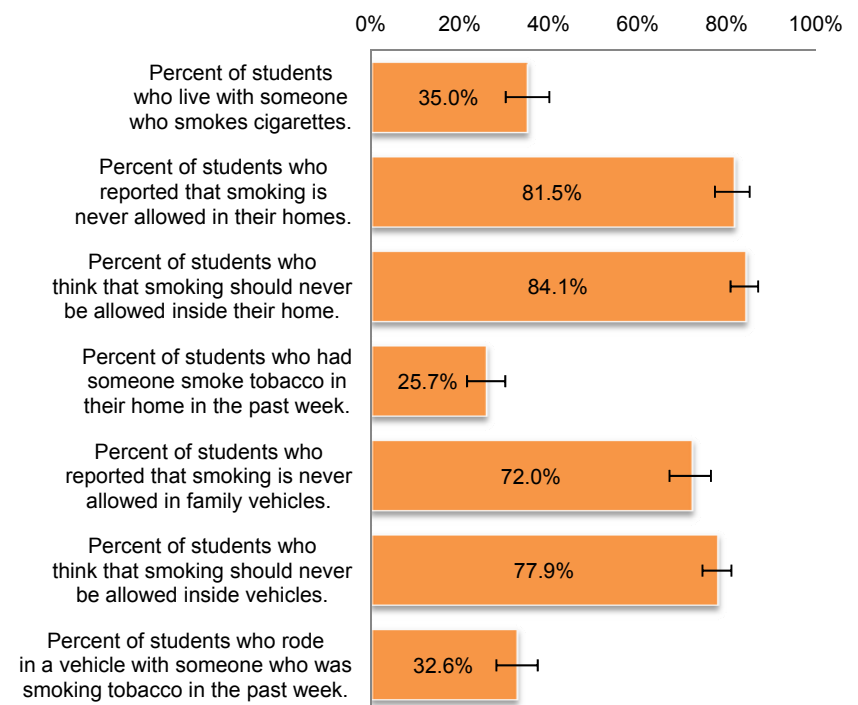 0% 20% 40% 60% 80% 100%
Percent of students
who live with someone
who smokes cigarettes.
35.0%
Percent of students who
reported that smoking is
never allowed in their homes.
81.5%
Percent of students who
think that smoking should never
be allowed inside their home.
84.1%
Percent of students who had
someone smoke tobacco in
their home in the past week.
25.7%
Percent of students who
reported that smoking is never
allowed in family vehicles.
72.0%
Percent of students who
think that smoking should never
be allowed inside vehicles.
77.9%
Percent of students who rode
in a vehicle with someone who was
smoking tobacco in the past week.
32.6%